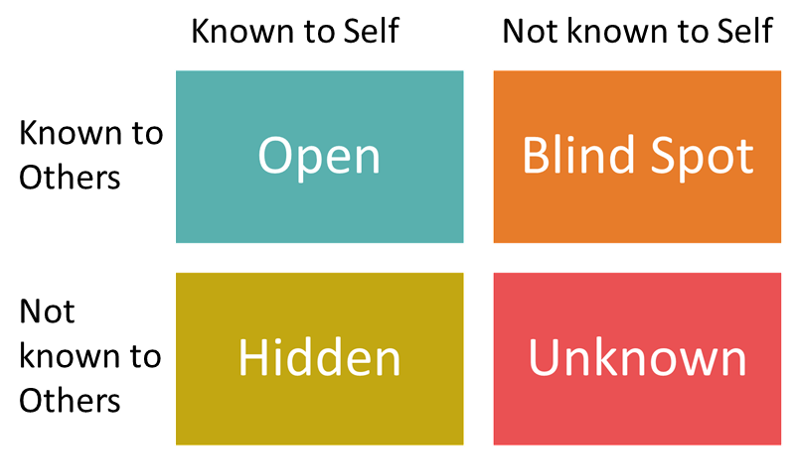 Known to Self
Not known to Self
Known to
Others
Open
Blind Spot
Not
known to
Others
Hidden
Unknown